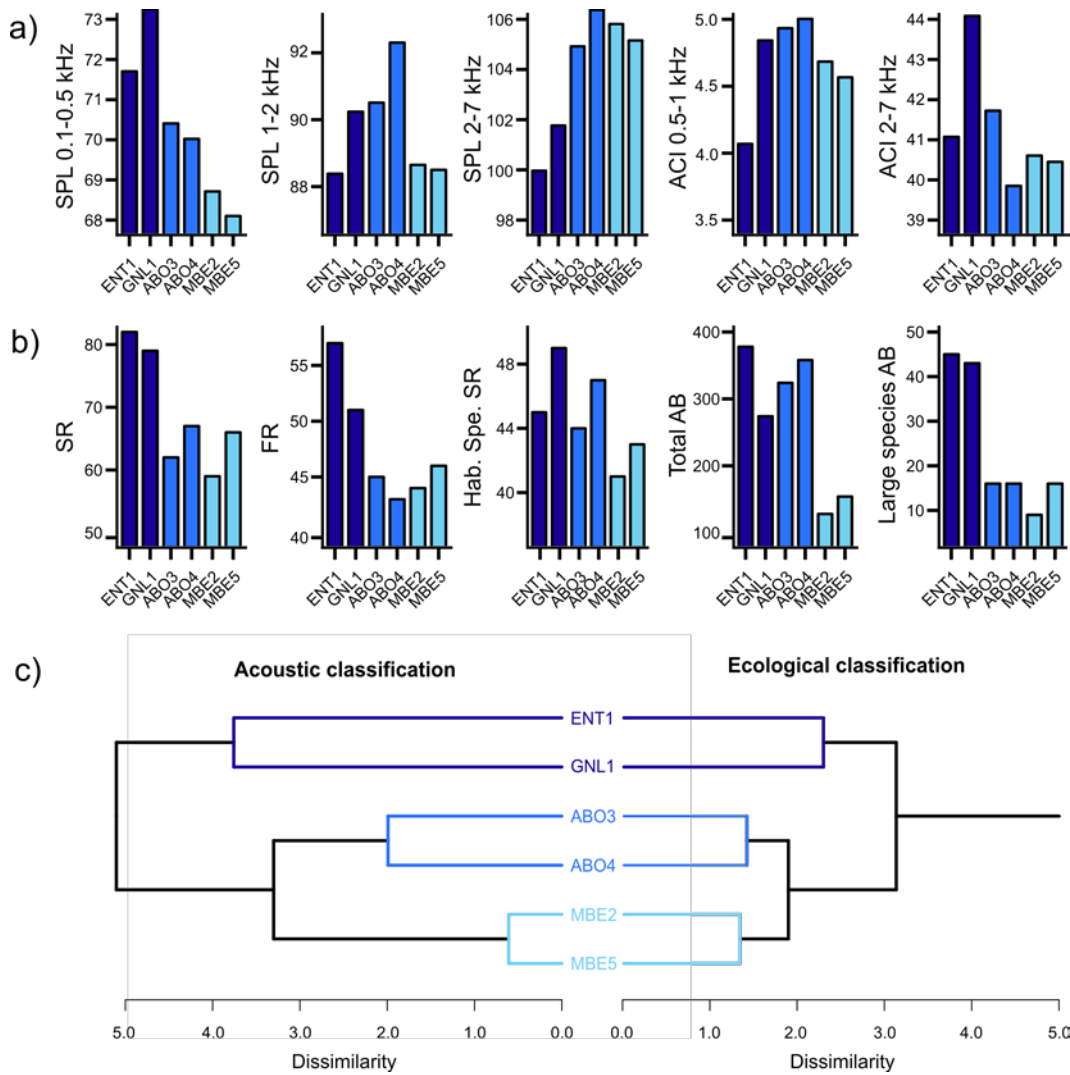 a)
SPL 0.1-0.5 kHz
73
72
71
70
69
68
ENT1 GNL1 ABO3 ABO4 MBE2 MBE5
SPL 1-2 kHz
92
90
88
ENT1 GNL1 ABO3 ABO4 MBE2 MBE5
SPL 2-7 kHz
106
104
102
100
98
ENT1 GNL1 ABO3 ABO4 MBE2 MBE5
ACI 0.5-1 kHz
5.0
4.5
4.0
3.5
ENT1 GNL1 ABO3 ABO4 MBE2 MBE5
ACI 2-7 kHz
44
43
42
41
40
39
ENT1 GNL1 ABO3 ABO4 MBE2 MBE5
b)
SR
80
70
60
50
ENT1 GNL1 ABO3 ABO4 MBE2 MBE5
FR
55
50
45
40
ENT1 GNL1 ABO3 ABO4 MBE2 MBE5
Hab. Spe. SR
48
44
40
ENT1 GNL1 ABO3 ABO4 MBE2 MBE5
Total AB
400
300
200
100
ENT1 GNL1 ABO3 ABO4 MBE2 MBE5
Large species AB
50
40
30
20
10
ENT1 GNL1 ABO3 ABO4 MBE2 MBE5
c)
Acoustic classification
Ecological classification
ENT1
GNL1
ABO3
ABO4
MBE2
MBE5
5.0 4.0 3.0 2.0 1.0 0.0
0.0 1.0 2.0 3.0 4.0 5.0
Dissimilarity
Dissimilarity